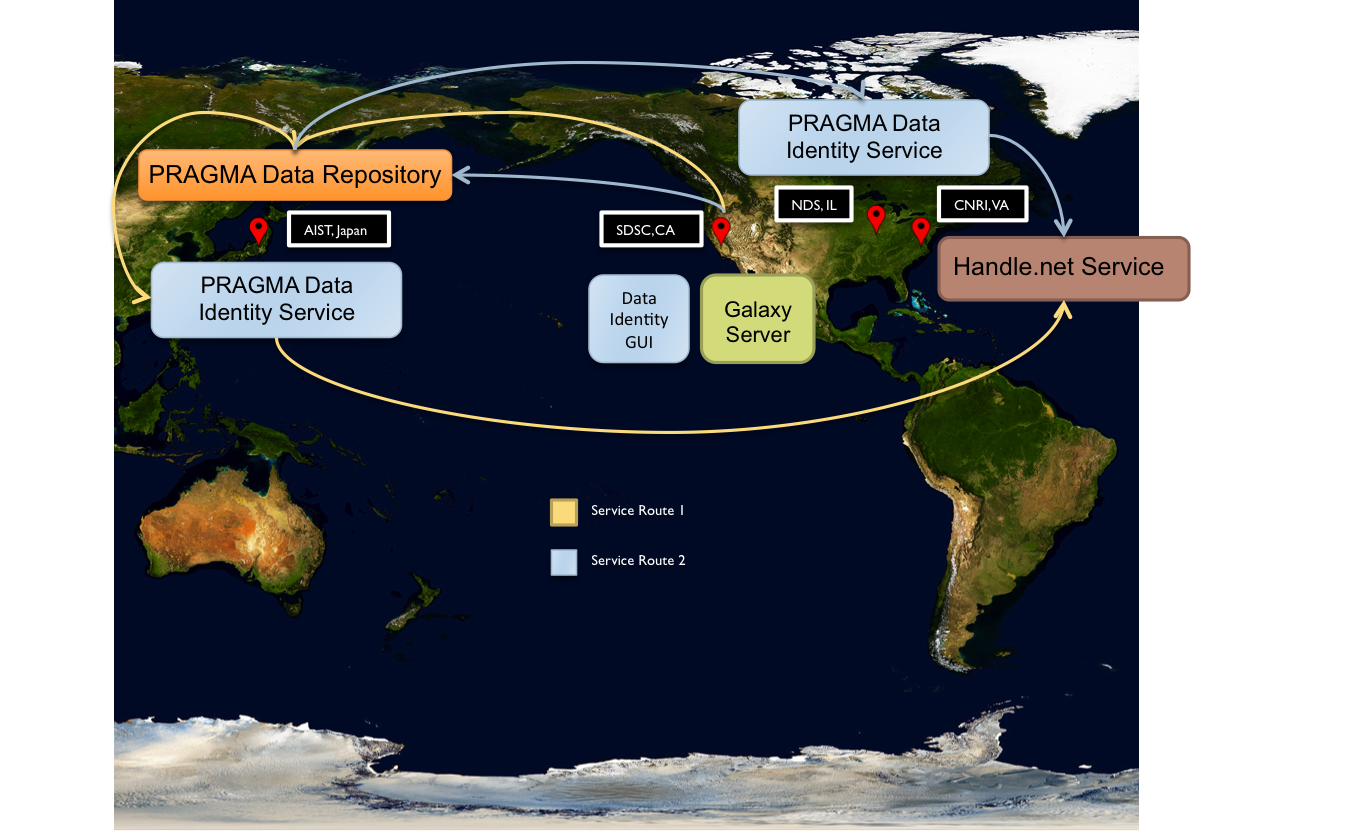 PRAGMA Data
Identity Service
PRAGMA Data Repository
NDS, IL
CNRI,VA
AIST, Japan
SDSC,CA
Handle.net Service
PRAGMA Data
Identity Service
Data
Identity
GUI
Galaxy
Server
Service Route 1
Service Route 2